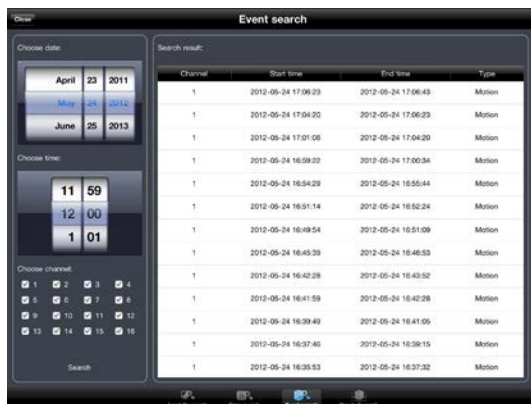 Close
Event search
Choose date:
April 23 2011
May 24 2012
June 25 2013
Choose time:
11 59
12 00
1 01
Choose channel:
1 2 3 4
5 6 7 8
9 10 11 12
13 14 15 16
Search
Search result:
Channel Start time End time Type
1 2012-05-24 17:06:23 2012-05-24 17:06:43 Motion
1 2012-05-24 17:04:20 2012-05-24 17:06:23 Motion
1 2012-05-24 17:01:06 2012-05-24 17:04:20 Motion
1 2012-05-24 16:59:22 2012-05-24 17:00:34 Motion
1 2012-05-24 16:54:29 2012-05-24 16:55:44 Motion
1 2012-05-24 16:51:14 2012-05-24 16:52:24 Motion
1 2012-05-24 16:49:54 2012-05-24 16:51:09 Motion
1 2012-05-24 16:45:39 2012-05-24 16:46:53 Motion
1 2012-05-24 16:42:28 2012-05-24 16:43:52 Motion
1 2012-05-24 16:41:59 2012-05-24 16:42:28 Motion
1 2012-05-24 16:39:49 2012-05-24 16:41:05 Motion
1 2012-05-24 16:37:46 2012-05-24 16:39:15 Motion
1 2012-05-24 16:35:53 2012-05-24 16:37:32 Motion